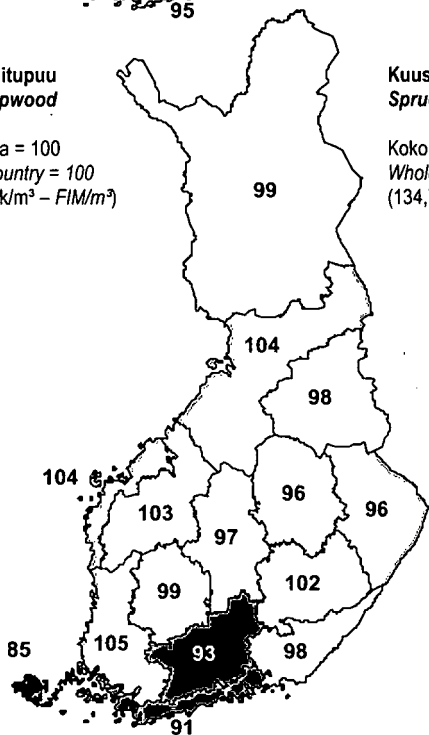 95
itupuu
pwood
a = 100
ountry = 100
k/m³ – FIM/m³)
Kuus
Spru
Koko
Whol
(134,
99
104
98
104
103
96
96
97
99
102
85
105
93
98
91